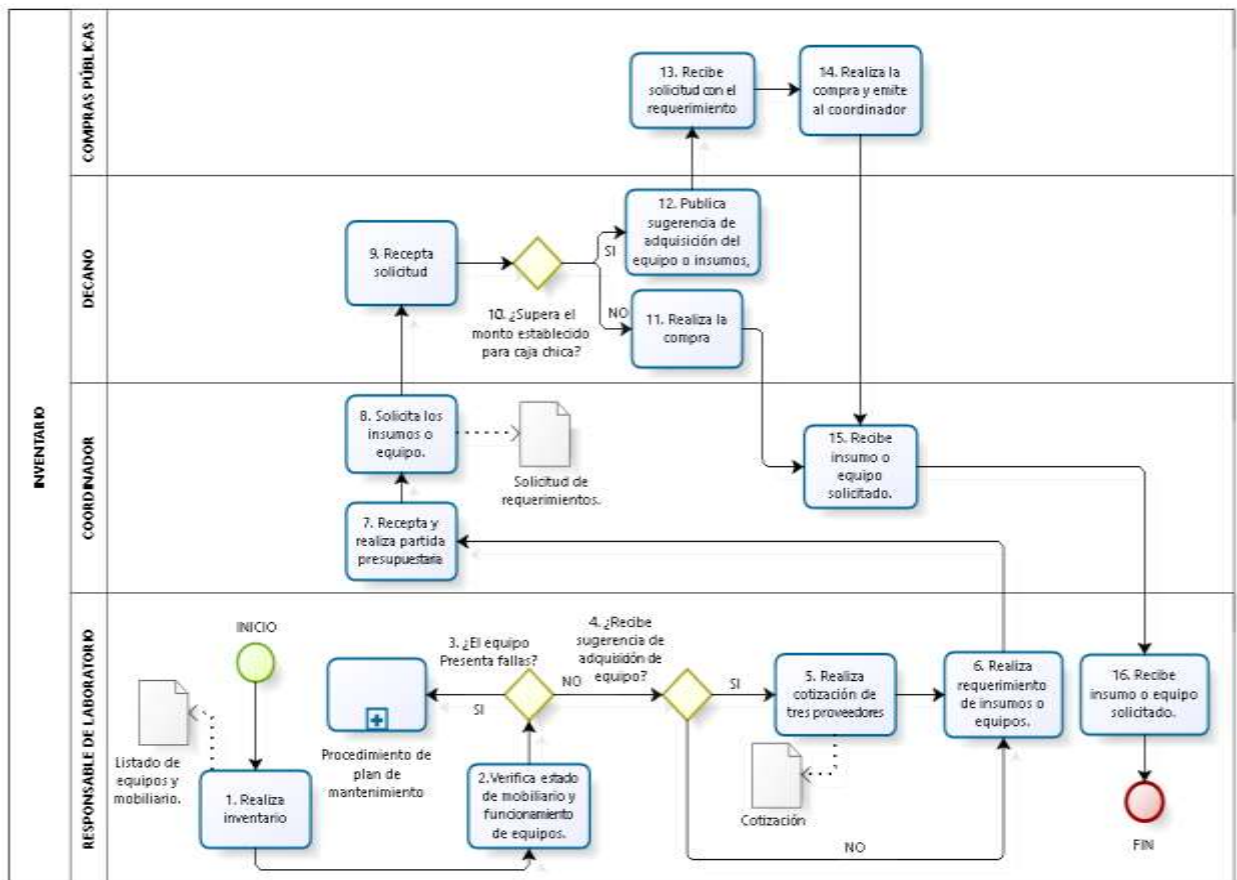 INVENTARIO
COMPRAS PÚBLICAS
13. Recibe
solicitud con el
requerimiento
14. Realiza la
compra y emite
al coordinador
DECANO
9. Recepta
solicitud
10. ¿Supera el
monto establecido
para caja chica?
SI
NO
12. Publica
sugerencia de
adquisición del
equipo o insumos,
11. Realiza la
compra
COORDINADOR
8. Solicita los
insumos o
equipo.
Solicitud de
requerimientos.
7. Recepta y
realiza partida
presupuestaria
15. Recibe
insumo o
equipo
solicitado.
RESPONSABLE DE LABORATORIO
INICIO
Listado de
equipos y
mobiliario.
1. Realiza
inventario
Procedimiento de
plan de
mantenimiento
3. ¿El equipo
Presenta fallas?
SI
NO
2.Verifica estado
de mobiliario y
funcionamiento
de equipos.
4. ¿Recibe
sugerencia de
adquisición de
equipo?
SI
NO
5. Realiza
cotización de
tres proveedores
Cotización
6. Realiza
requerimiento
de insumos o
equipos.
16. Recibe
insumo o equipo
solicitado.
FIN